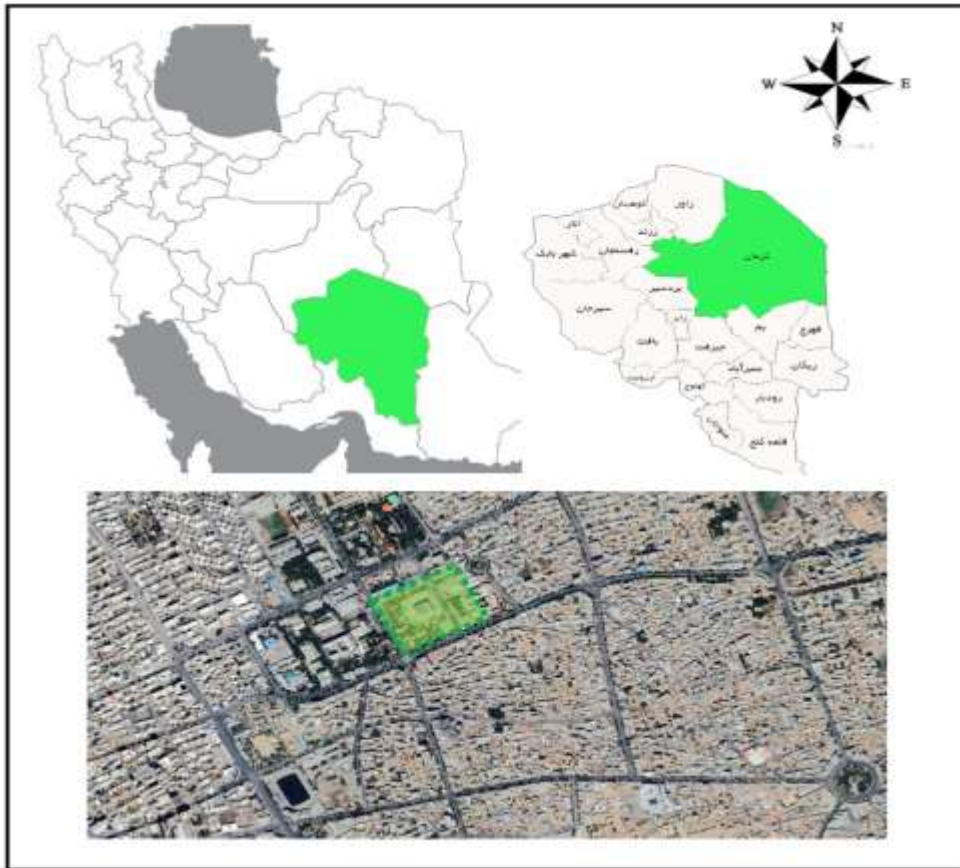 N
W E
S
راور
کوهبنان
انار
زرند
رفسنجان
شهر بابک
کرمان
بردسیر
سیرجان
بم
فهرج
بافت
جیرفت
عنبرآباد
ریگان
رودبار
قلعه گنج